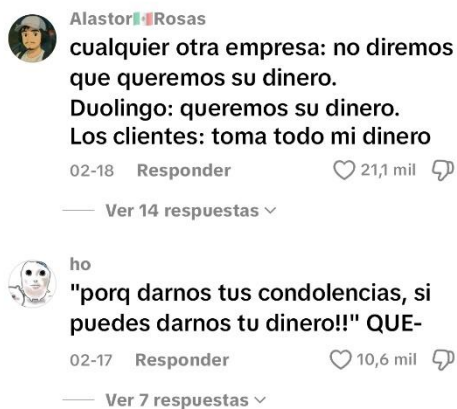 Alastor🇲🇽Rosas
cualquier otra empresa: no diremos
que queremos su dinero.
Duolingo: queremos su dinero.
Los clientes: toma todo mi dinero
02-18 Responder 21,1 mil
Ver 14 respuestas
ho
"porq darnos tus condolencias, si
puedes darnos tu dinero!!" QUE-
02-17 Responder 10,6 mil
Ver 7 respuestas